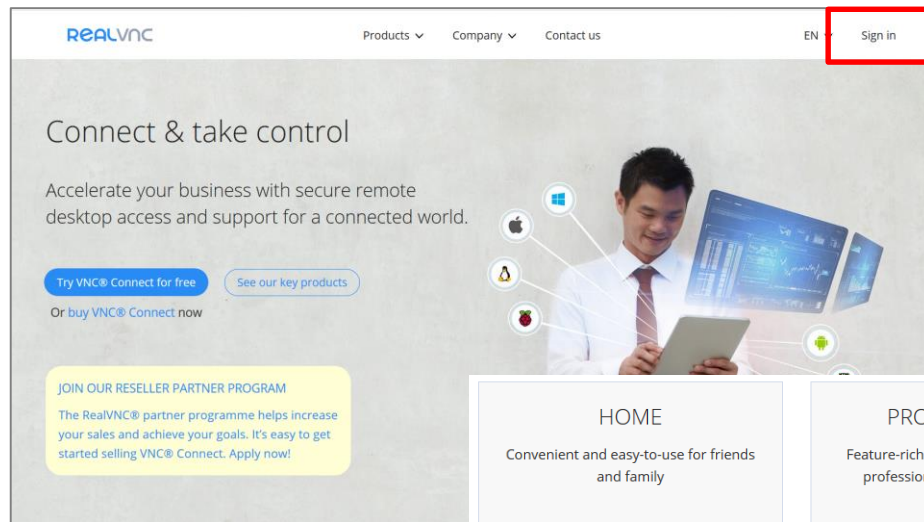 REALVNC
Products Company Contact us EN Sign in
Connect & take control
Accelerate your business with secure remote
desktop access and support for a connected world.
Try VNC® Connect for free See our key products
Or buy VNC® Connect now
JOIN OUR RESELLER PARTNER PROGRAM
The RealVNC® partner programme helps increase
your sales and achieve your goals. It's easy to get
started selling VNC® Connect. Apply now!
HOME
Convenient and easy-to-use for friends
and family
Feature-rich